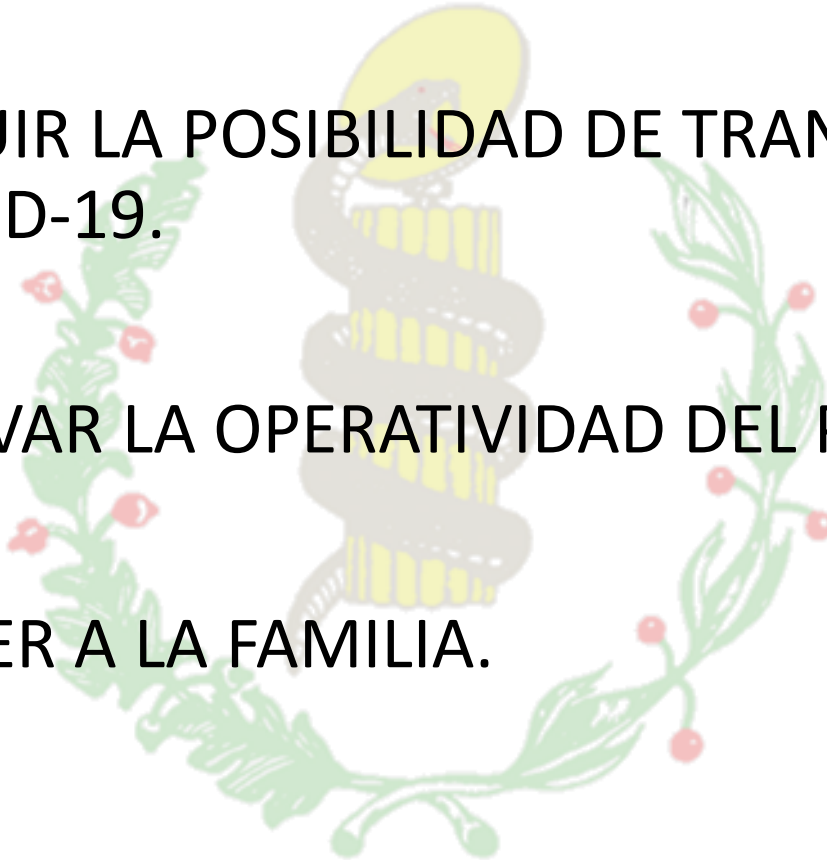 UIR LA POSIBILIDAD DE TRAN
D-19.
VAR LA OPERATIVIDAD DEL
ER A LA FAMILIA.